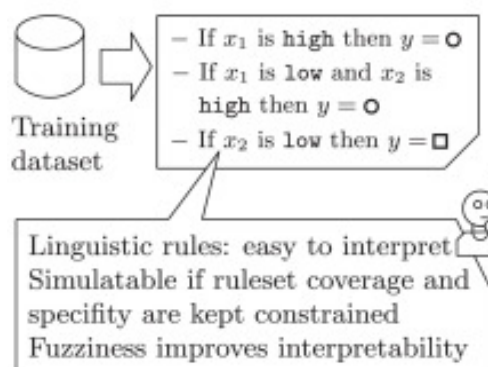 – If x₁ is high then y = ○
– If x₁ is low and x₂ is
high then y = ○
– If x₂ is low then y = □
Training
dataset
Linguistic rules: easy to interpret
Simulatable if ruleset coverage and
specifity are kept constrained
Fuzziness improves interpretability